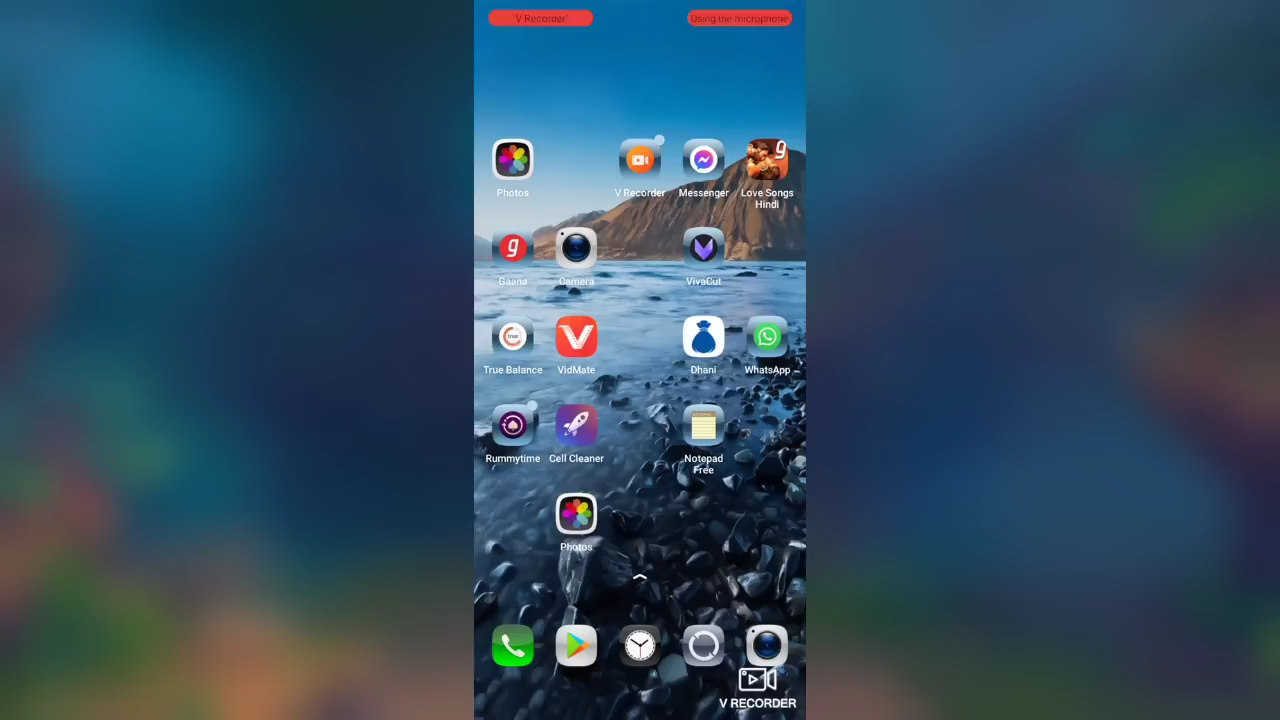 V Recorder
Using the microphone
Photos
V Recorder
Messenger
Love Songs
Hindi
g
Gaana
Camera
VivaCut
true
True Balance
VidMate
Dhani
WhatsApp
Rummytime
Cell Cleaner
Notepad
Free
Photos
V RECORDER